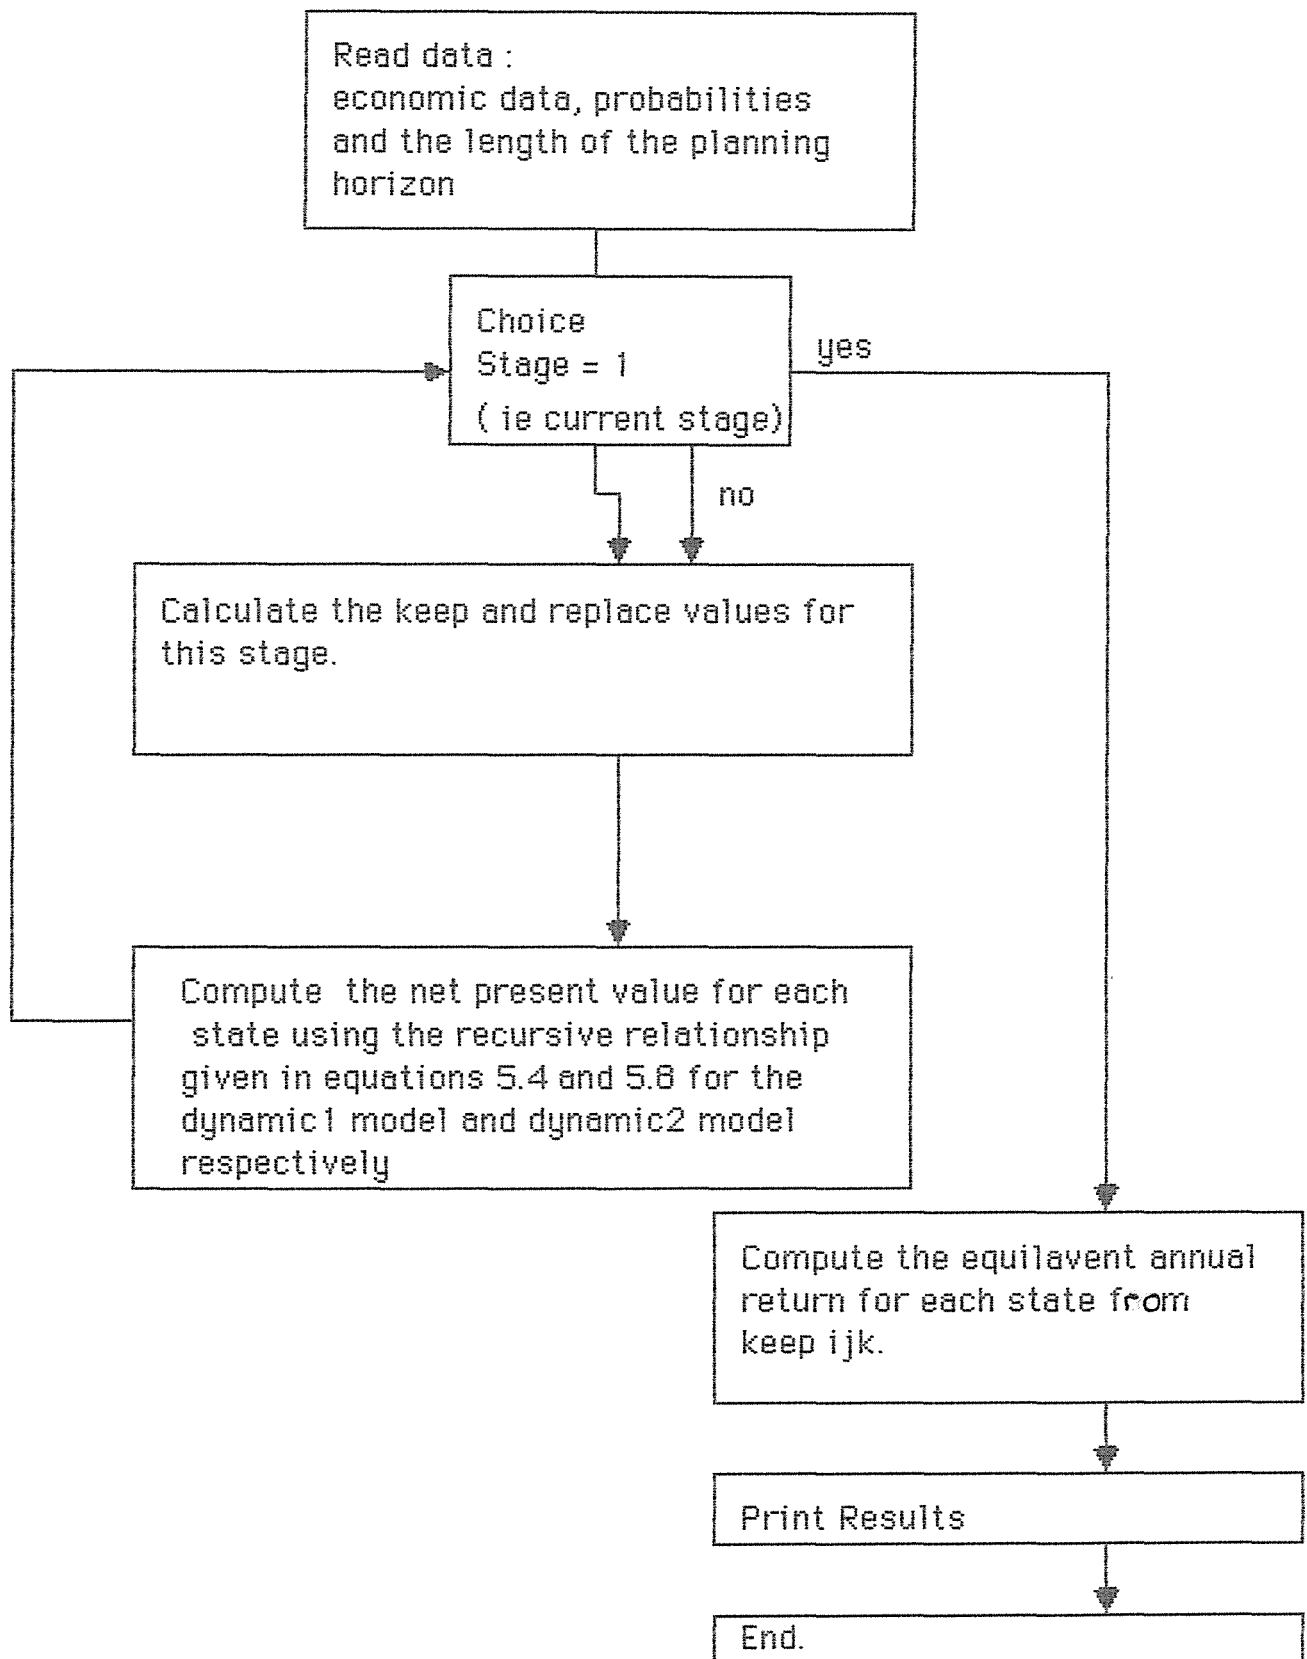 Read data :
economic data, probabilities
and the length of the planning
horizon
Choice
Stage = 1
( ie current stage)
yes
no
Calculate the keep and replace values for
this stage.
Compute the net present value for each
state using the recursive relationship
given in equations 5.4 and 5.8 for the
dynamic1 model and dynamic2 model
respectively
Compute the equilavent annual
return for each state from
keep ijk.
Print Results
End.